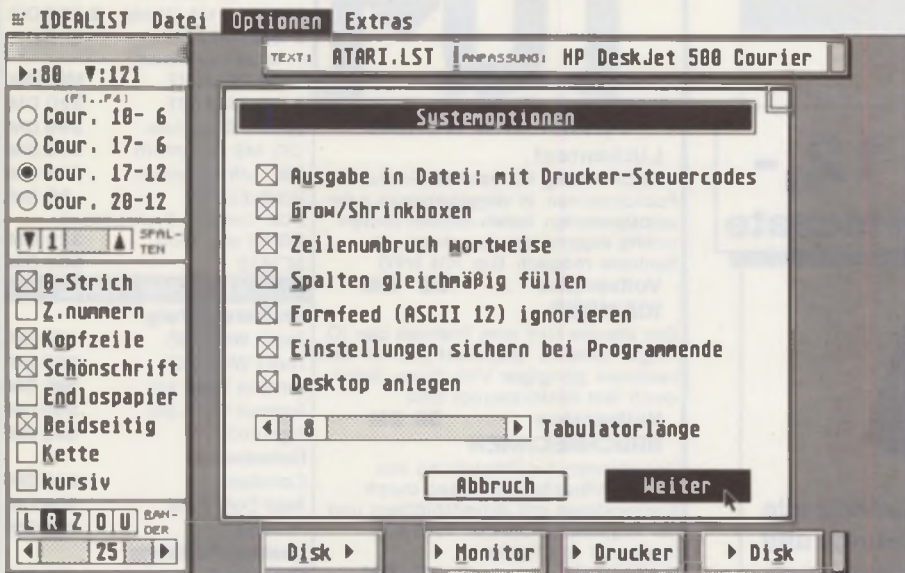 IDEALIST Datei Optionen Extras
:80 :121
(F1..F4)
Cour. 10- 6
Cour. 17- 6
Cour. 17-12
Cour. 20-12
1 SPAL-
TEN
0-Strich
Z.nummern
Kopfzeile
Schönschrift
Endlospapier
Beidseitig
Kette
kursiv
L R Z O U RÄN-
DER
25
TEXT: ATARI.LST ANPASSUNG: HP DeskJet 500 Courier
Systemoptionen
Ausgabe in Datei: mit Drucker-Steuercodes
Grow/Shrinkboxen
Zeilenumbruch wortweise
Spalten gleichmäßig füllen
Formfeed (ASCII 12) ignorieren
Einstellungen sichern bei Programmende
Desktop anlegen
8 Tabulatorlänge
Abbruch Weiter
Disk Monitor Drucker Disk